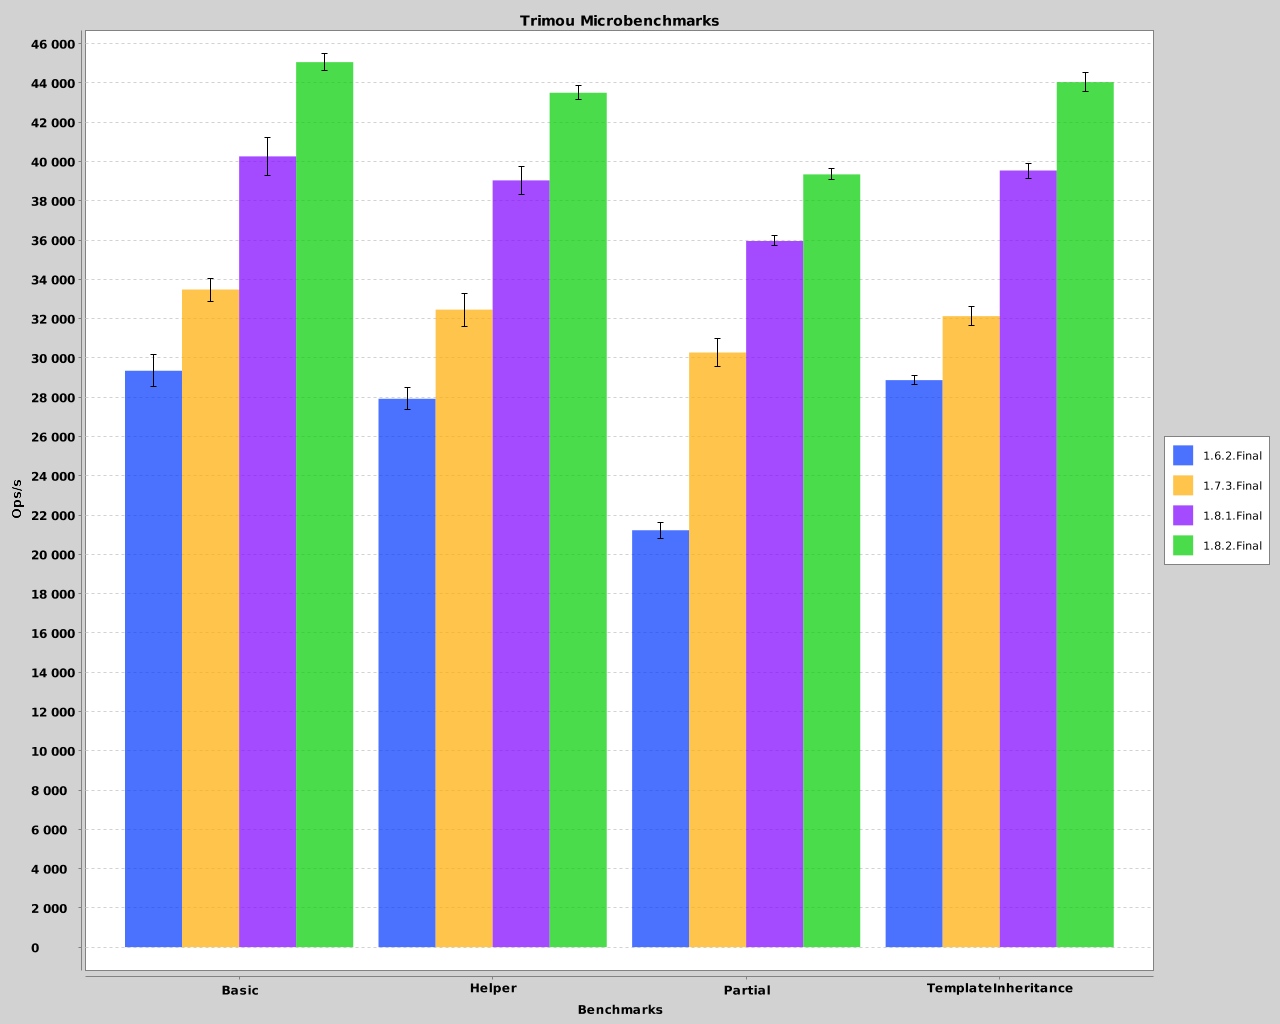 Trimou Microbenchmarks
46 000
44 000
42 000
40 000
38 000
36 000
34 000
32 000
30 000
28 000
26 000
24 000
22 000
20 000
18 000
16 000
14 000
12 000
10 000
8 000
6 000
4 000
2 000
0
Ops/s
Basic
Helper
Partial
TemplateInheritance
Benchmarks
1.6.2.Final
1.7.3.Final
1.8.1.Final
1.8.2.Final